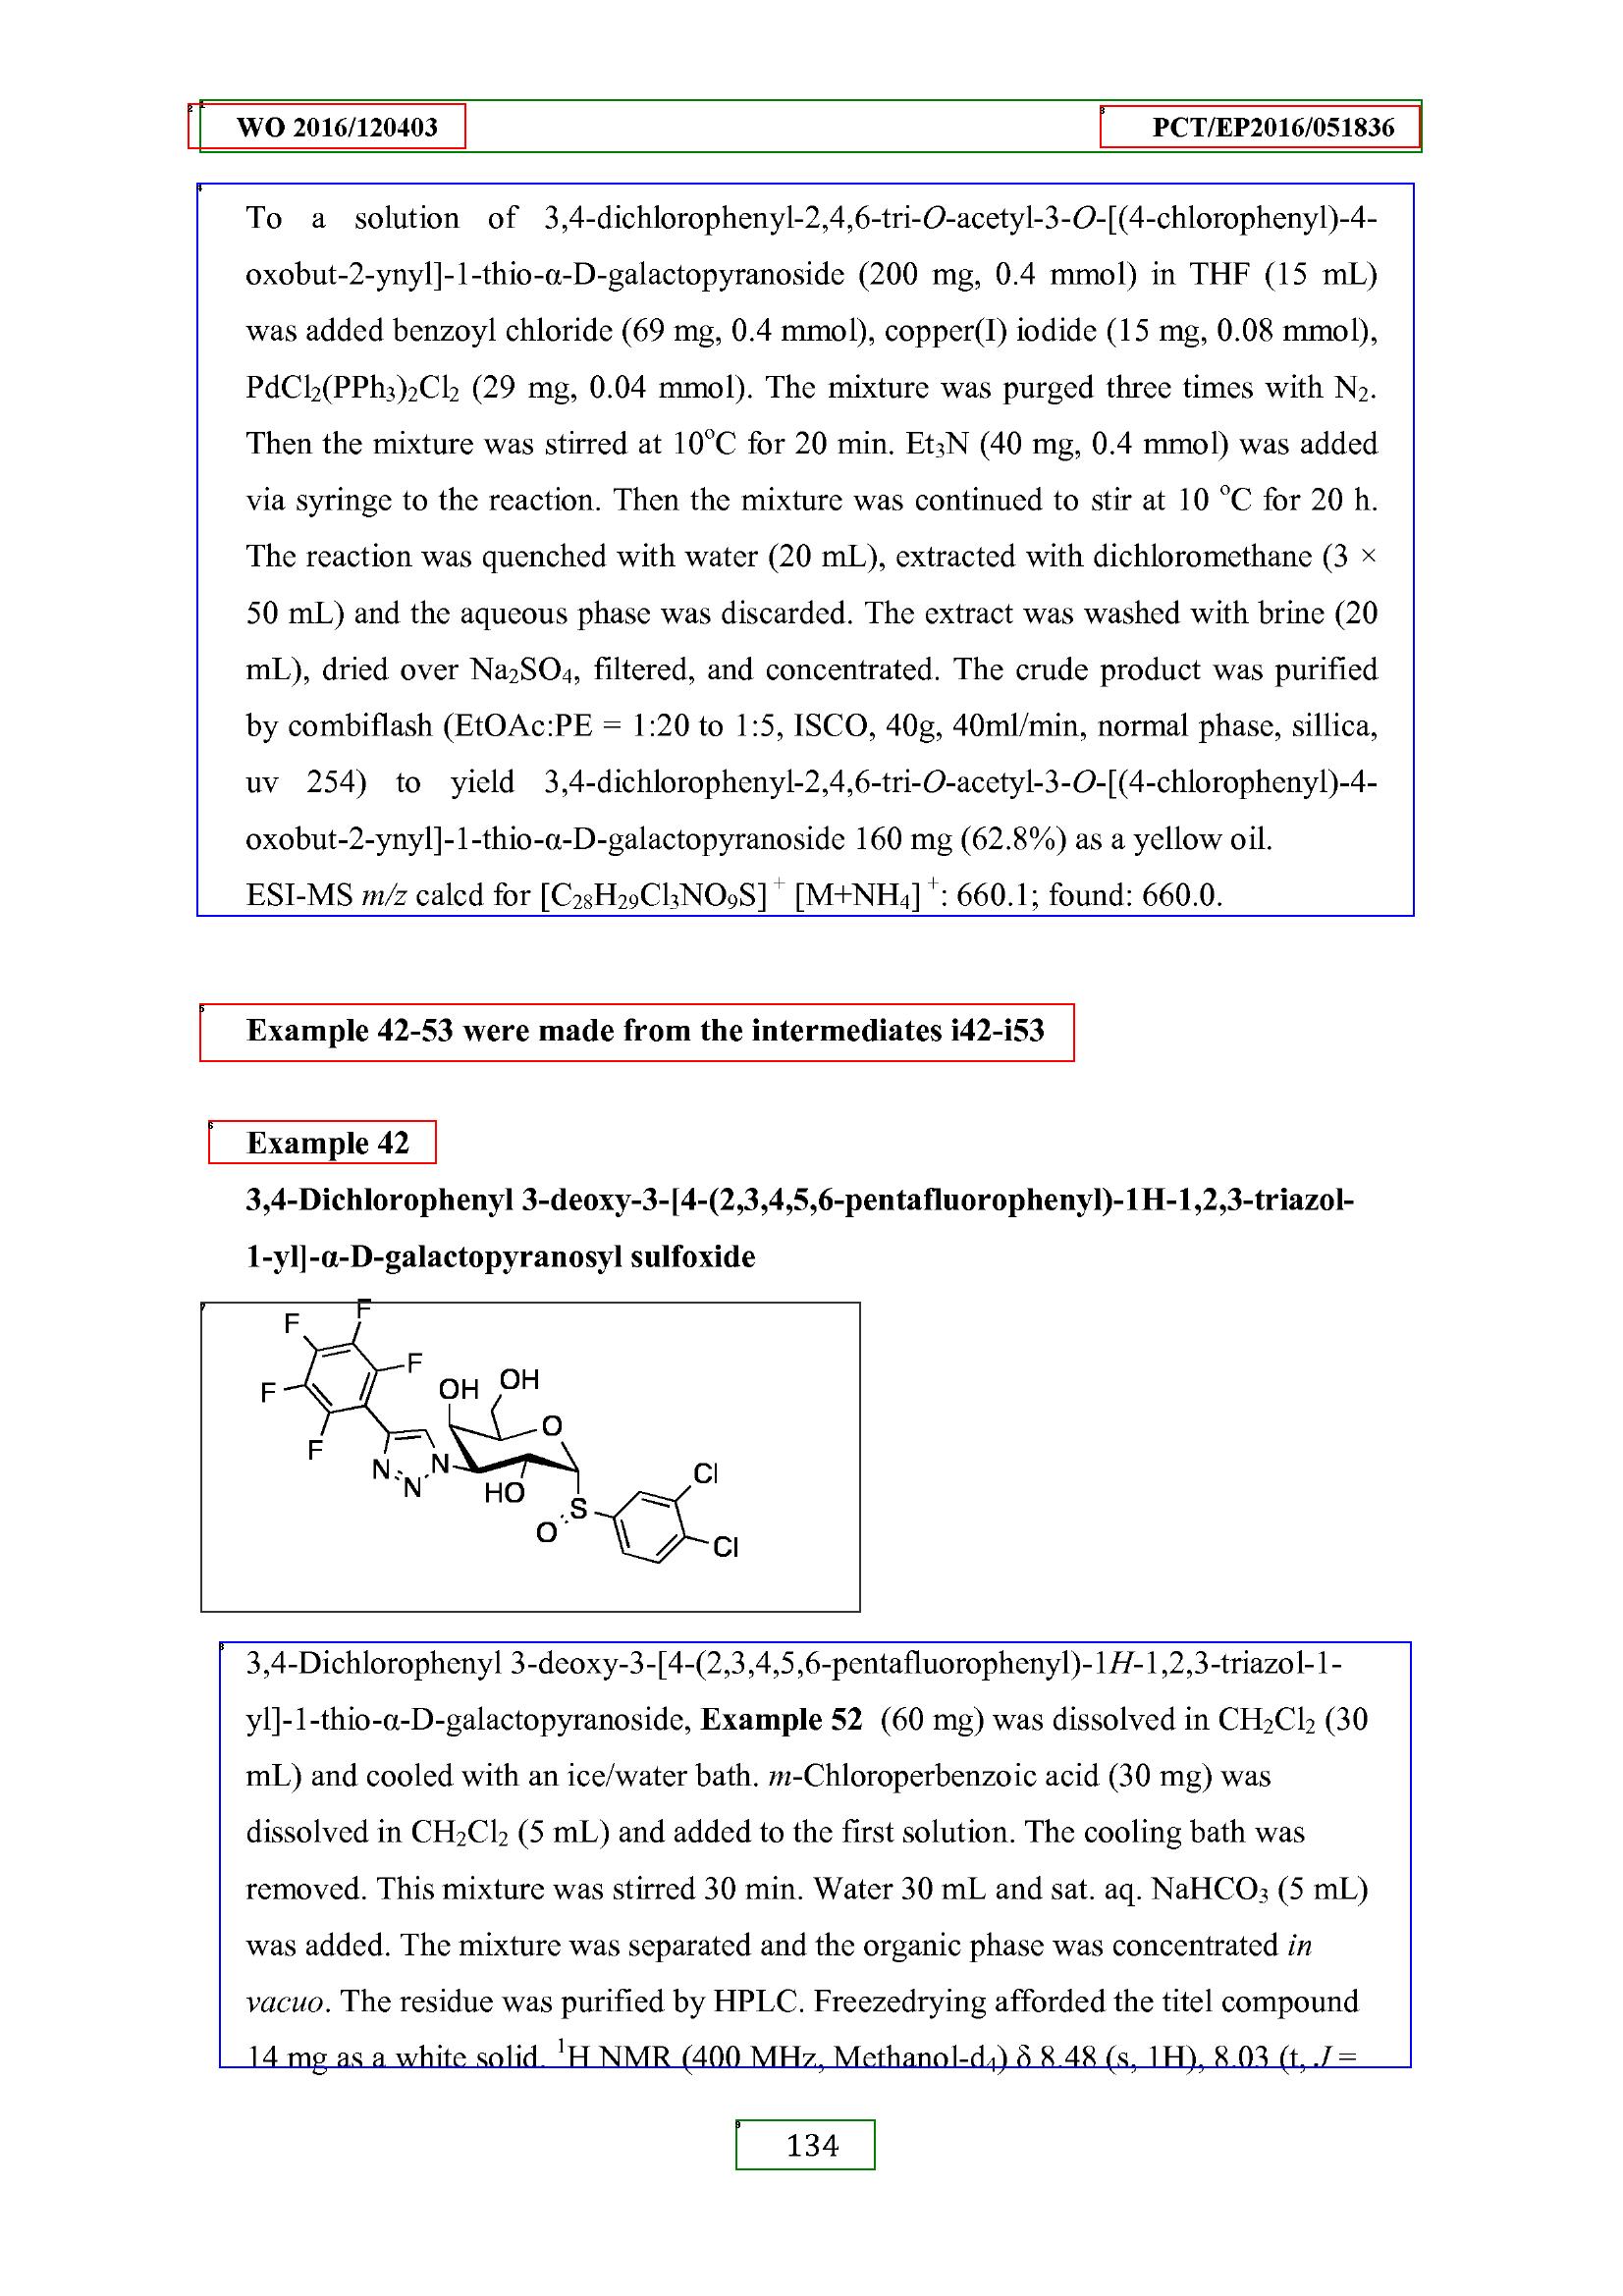 WO 2016/120403 PCT/EP2016/051836
To a solution of 3,4-dichlorophenyl-2,4,6-tri-O-acetyl-3-O-[(4-chlorophenyl)-4-
oxobut-2-ynyl]-1-thio-α-D-galactopyranoside (200 mg, 0.4 mmol) in THF (15 mL)
was added benzoyl chloride (69 mg, 0.4 mmol), copper(I) iodide (15 mg, 0.08 mmol),
PdCl₂(PPh₃)₂Cl₂ (29 mg, 0.04 mmol). The mixture was purged three times with N₂.
Then the mixture was stirred at 10°C for 20 min. Et₃N (40 mg, 0.4 mmol) was added
via syringe to the reaction. Then the mixture was continued to stir at 10 °C for 20 h.
The reaction was quenched with water (20 mL), extracted with dichloromethane (3 ×
50 mL) and the aqueous phase was discarded. The extract was washed with brine (20
mL), dried over Na₂SO₄, filtered, and concentrated. The crude product was purified
by combiflash (EtOAc:PE = 1:20 to 1:5, ISCO, 40g, 40ml/min, normal phase, sillica,
uv 254) to yield 3,4-dichlorophenyl-2,4,6-tri-O-acetyl-3-O-[(4-chlorophenyl)-4-
oxobut-2-ynyl]-1-thio-α-D-galactopyranoside 160 mg (62.8%) as a yellow oil.
ESI-MS m/z calcd for [C₂₈H₂₉Cl₃NO₉S]⁺ [M+NH₄]⁺: 660.1; found: 660.0.
Example 42-53 were made from the intermediates i42-i53
Example 42
3,4-Dichlorophenyl 3-deoxy-3-[4-(2,3,4,5,6-pentafluorophenyl)-1H-1,2,3-triazol-
1-yl]-α-D-galactopyranosyl sulfoxide
F
F
F
F
F
OH
OH
O
N
N
N
HO
S
O
Cl
Cl
3,4-Dichlorophenyl 3-deoxy-3-[4-(2,3,4,5,6-pentafluorophenyl)-1H-1,2,3-triazol-1-
yl]-1-thio-α-D-galactopyranoside, Example 52 (60 mg) was dissolved in CH₂Cl₂ (30
mL) and cooled with an ice/water bath. m-Chloroperbenzoic acid (30 mg) was
dissolved in CH₂Cl₂ (5 mL) and added to the first solution. The cooling bath was
removed. This mixture was stirred 30 min. Water 30 mL and sat. aq. NaHCO₃ (5 mL)
was added. The mixture was separated and the organic phase was concentrated in
vacuo. The residue was purified by HPLC. Freezedrying afforded the titel compound
14 mg as a white solid. ¹H NMR (400 MHz, Methanol-d₄) δ 8.48 (s, 1H), 8.03 (t, J =
134